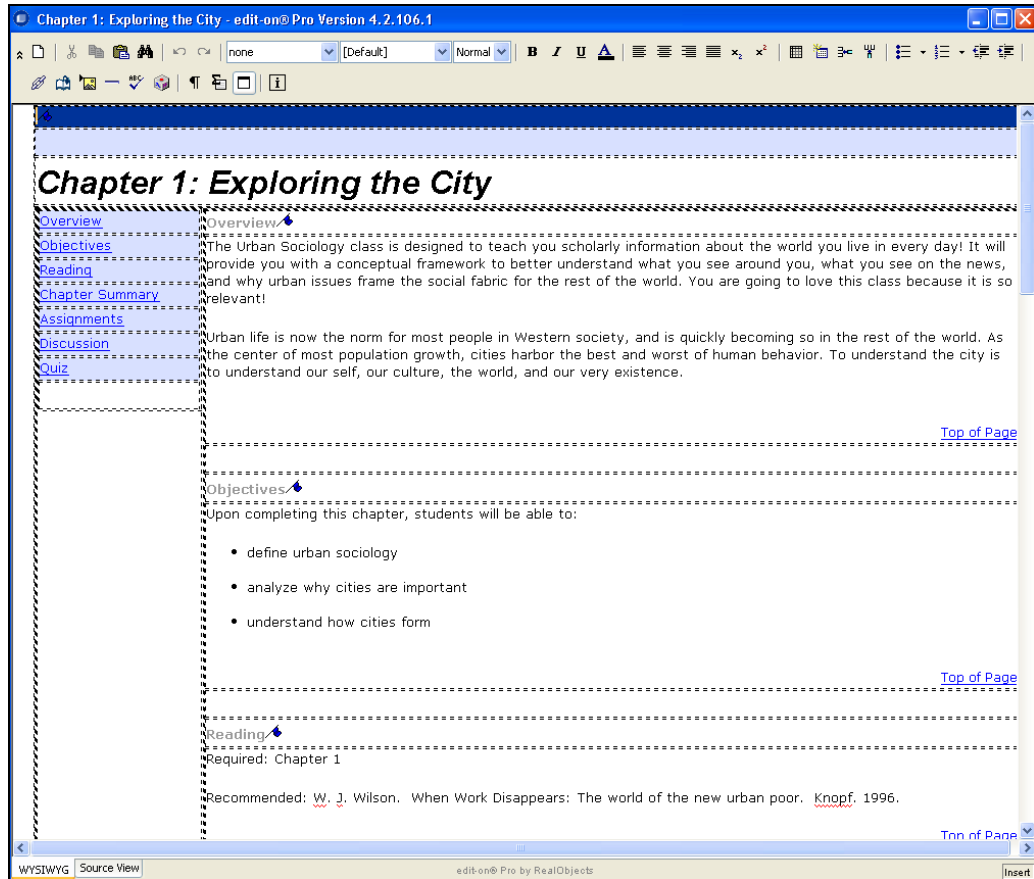 Chapter 1: Exploring the City - edit-on® Pro Version 4.2.106.1
none [Default] Normal B I U A x₂ x²
Chapter 1: Exploring the City
Overview
Objectives
Reading
Chapter Summary
Assignments
Discussion
Quiz
Overview
The Urban Sociology class is designed to teach you scholarly information about the world you live in every day! It will
provide you with a conceptual framework to better understand what you see around you, what you see on the news,
and why urban issues frame the social fabric for the rest of the world. You are going to love this class because it is so
relevant!
Urban life is now the norm for most people in Western society, and is quickly becoming so in the rest of the world. As
the center of most population growth, cities harbor the best and worst of human behavior. To understand the city is
to understand our self, our culture, the world, and our very existence.
Top of Page
Objectives
Upon completing this chapter, students will be able to:
• define urban sociology
• analyze why cities are important
• understand how cities form
Top of Page
Reading
Required: Chapter 1
Recommended: W. J. Wilson. When Work Disappears: The world of the new urban poor. Knopf. 1996.
Top of Page
WYSIWYG Source View edit-on® Pro by RealObjects Insert